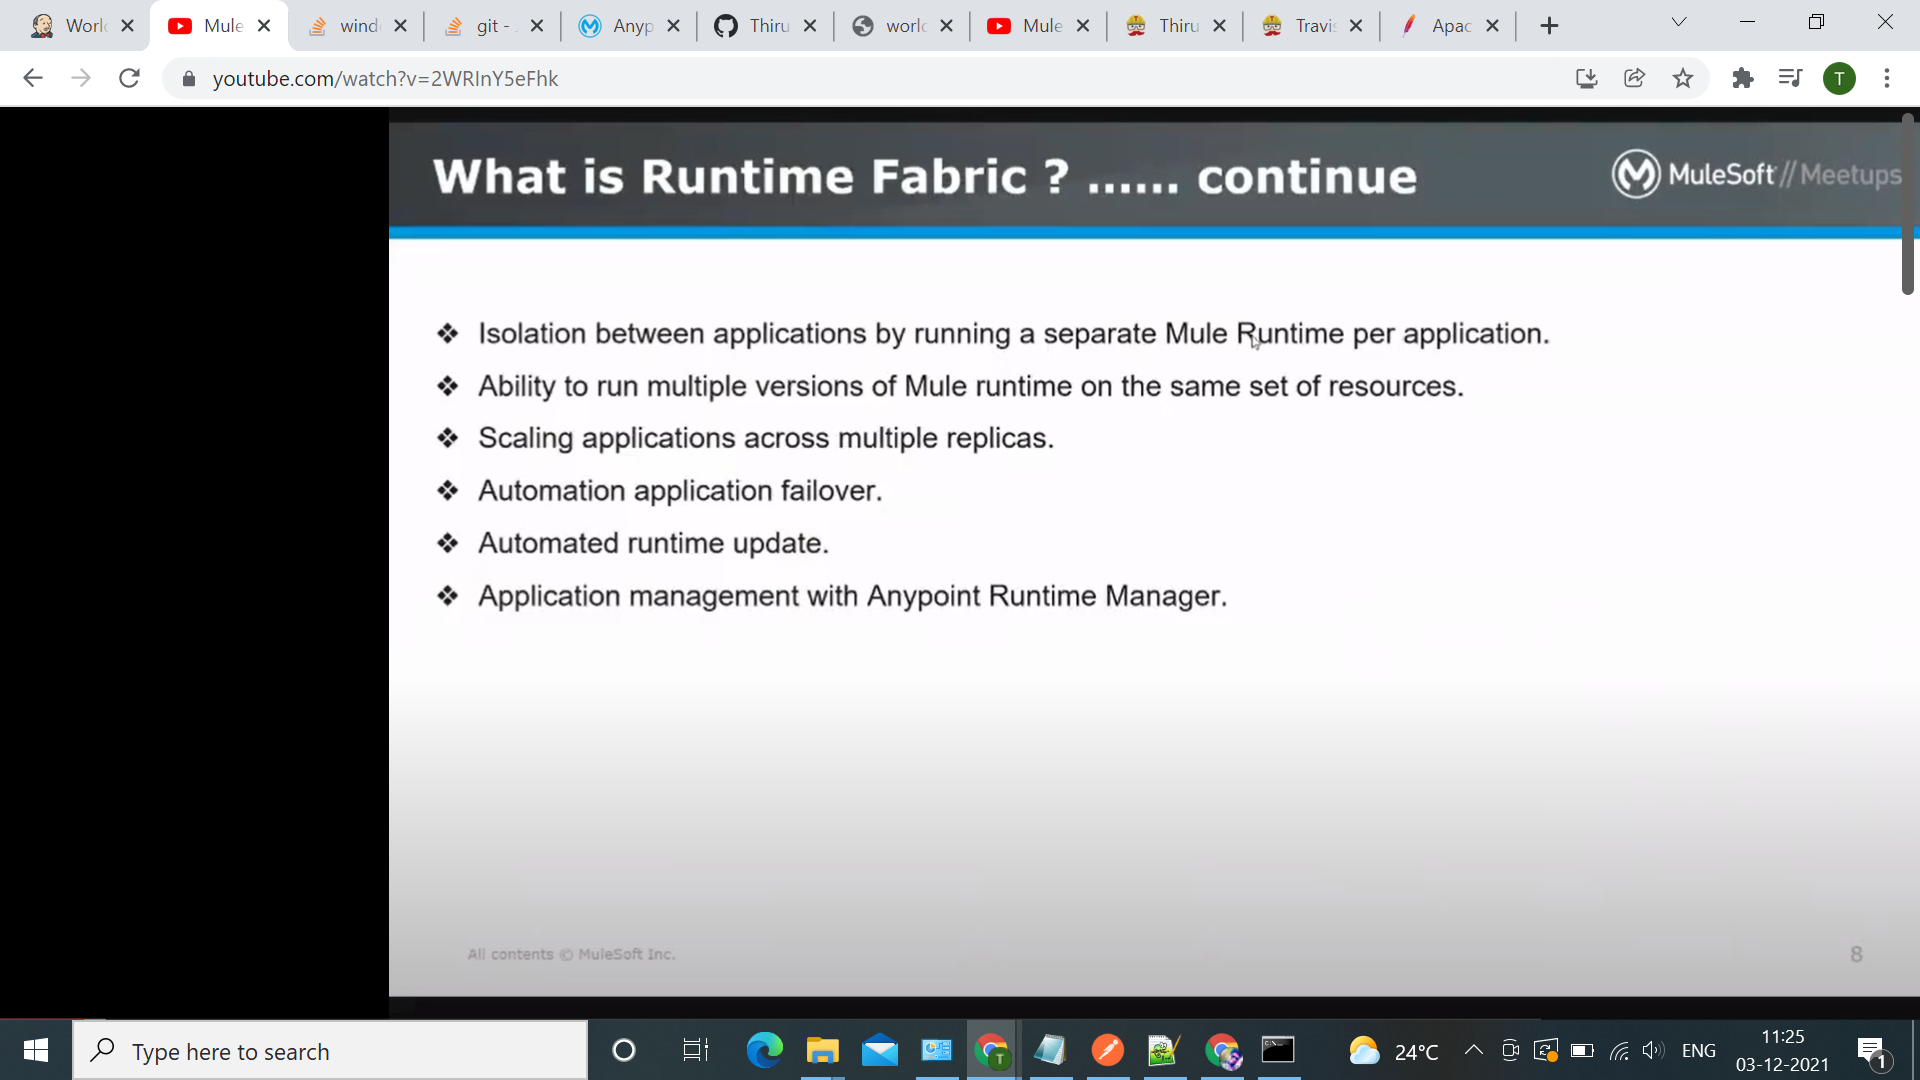 Worl
Mule
wind
git -
Anyp
Thiru
worlc
Mule
Thiru
Travis
Apac
youtube.com/watch?v=2WRInY5eFhk
T
What is Runtime Fabric ? ...... continue
MuleSoft // Meetups
❖ Isolation between applications by running a separate Mule Runtime per application.
❖ Ability to run multiple versions of Mule runtime on the same set of resources.
❖ Scaling applications across multiple replicas.
❖ Automation application failover.
❖ Automated runtime update.
❖ Application management with Anypoint Runtime Manager.
All contents © MuleSoft Inc.
8
Type here to search
T
24°C
ENG
11:25
03-12-2021
1